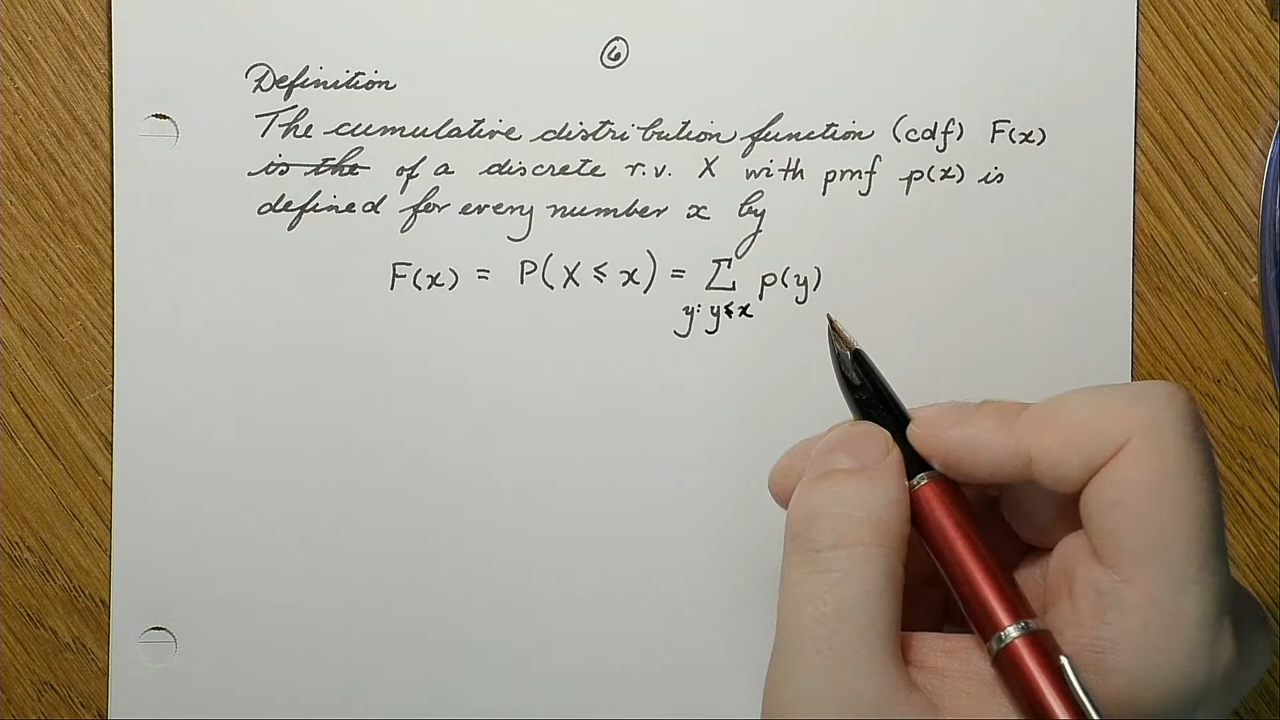 ⑥
Definition
The cumulative distribution function (cdf) F(x)
is the of a discrete r.v. X with pmf p(x) is
defined for every number x by
F(x) = P(X ≤ x) = Σ p(y)
y: y≤x